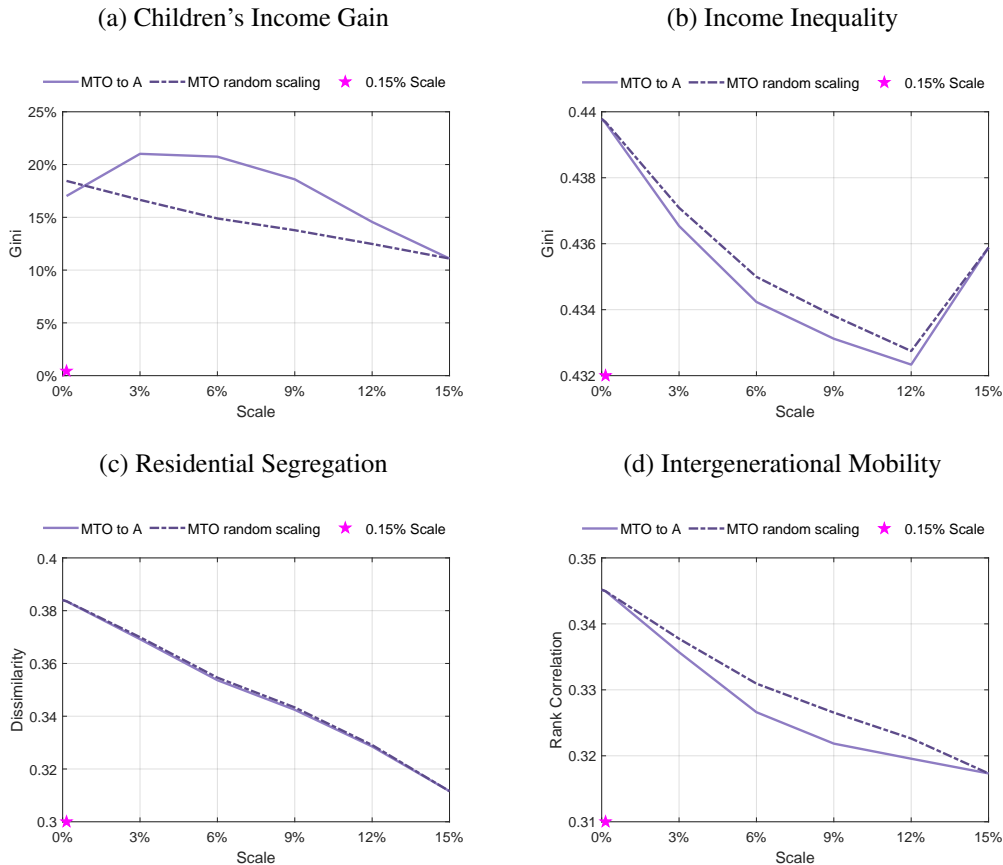 (a) Children's Income Gain
MTO to A MTO random scaling 0.15% Scale
25%
20%
15%
10%
5%
0%
Gini
0% 3% 6% 9% 12% 15%
Scale
(b) Income Inequality
MTO to A MTO random scaling 0.15% Scale
0.44
0.438
0.436
0.434
0.432
Gini
0% 3% 6% 9% 12% 15%
Scale
(c) Residential Segregation
MTO to A MTO random scaling 0.15% Scale
0.4
0.38
0.36
0.34
0.32
0.3
Dissimilarity
0% 3% 6% 9% 12% 15%
Scale
(d) Intergenerational Mobility
MTO to A MTO random scaling 0.15% Scale
0.35
0.34
0.33
0.32
0.31
Rank Correlation
0% 3% 6% 9% 12% 15%
Scale